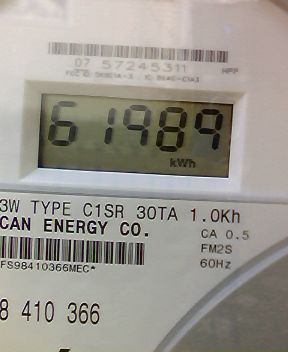 07 57245311
HPP
61989
kWh
3W TYPE C1SR 30TA 1.0Kh
CAN ENERGY CO.
CA 0.5
FM2S
60Hz
FS98410366MEC*
8 410 366